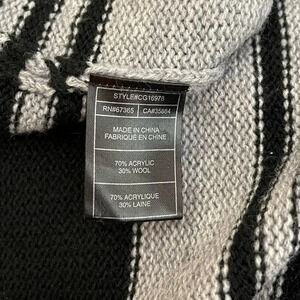 STYLE#CG16978
RN#67365 CA#35864
MADE IN CHINA
FABRIQUÉ EN CHINE
70% ACRYLIC
30% WOOL
70% ACRYLIQUE
30% LAINE